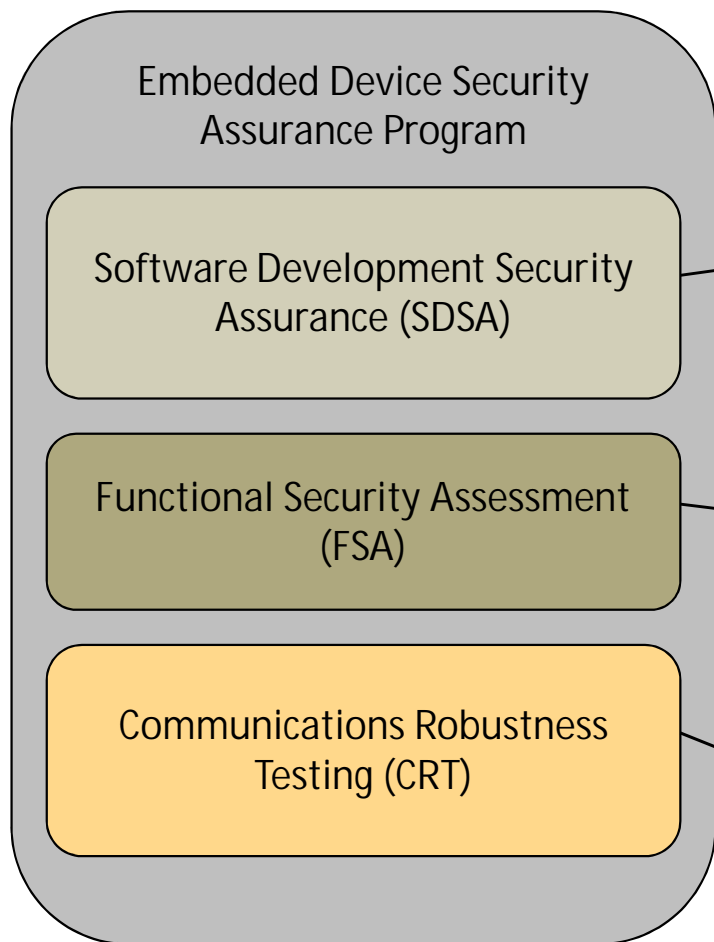 Embedded Device Security
Assurance Program
Software Development Security
Assurance (SDSA)
Functional Security Assessment
(FSA)
Communications Robustness
Testing (CRT)